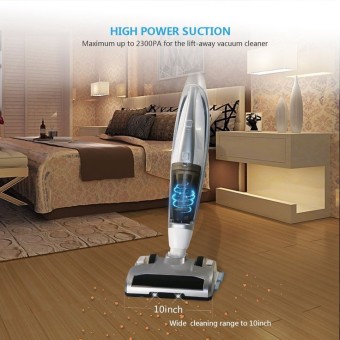 HIGH POWER SUCTION
Maximum up to 2300PA for the lift-away vacuum cleaner
10inch
Wide cleaning range to 10inch